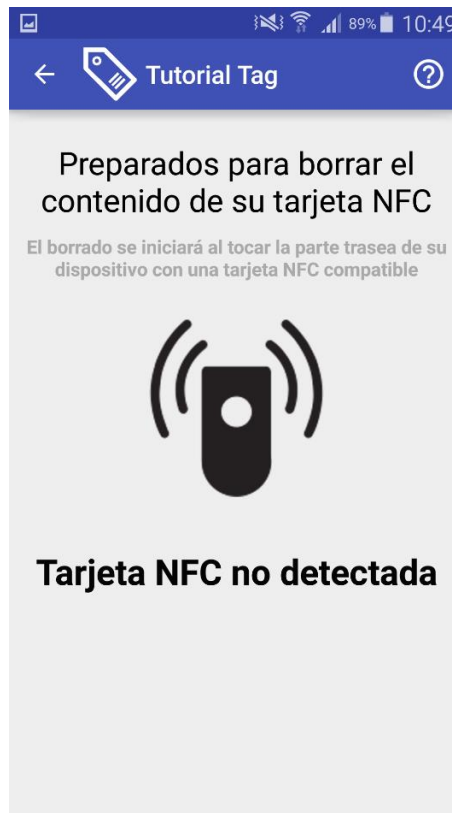 89% 10:49
Tutorial Tag
Preparados para borrar el
contenido de su tarjeta NFC
El borrado se iniciará al tocar la parte trasea de su
dispositivo con una tarjeta NFC compatible
Tarjeta NFC no detectada